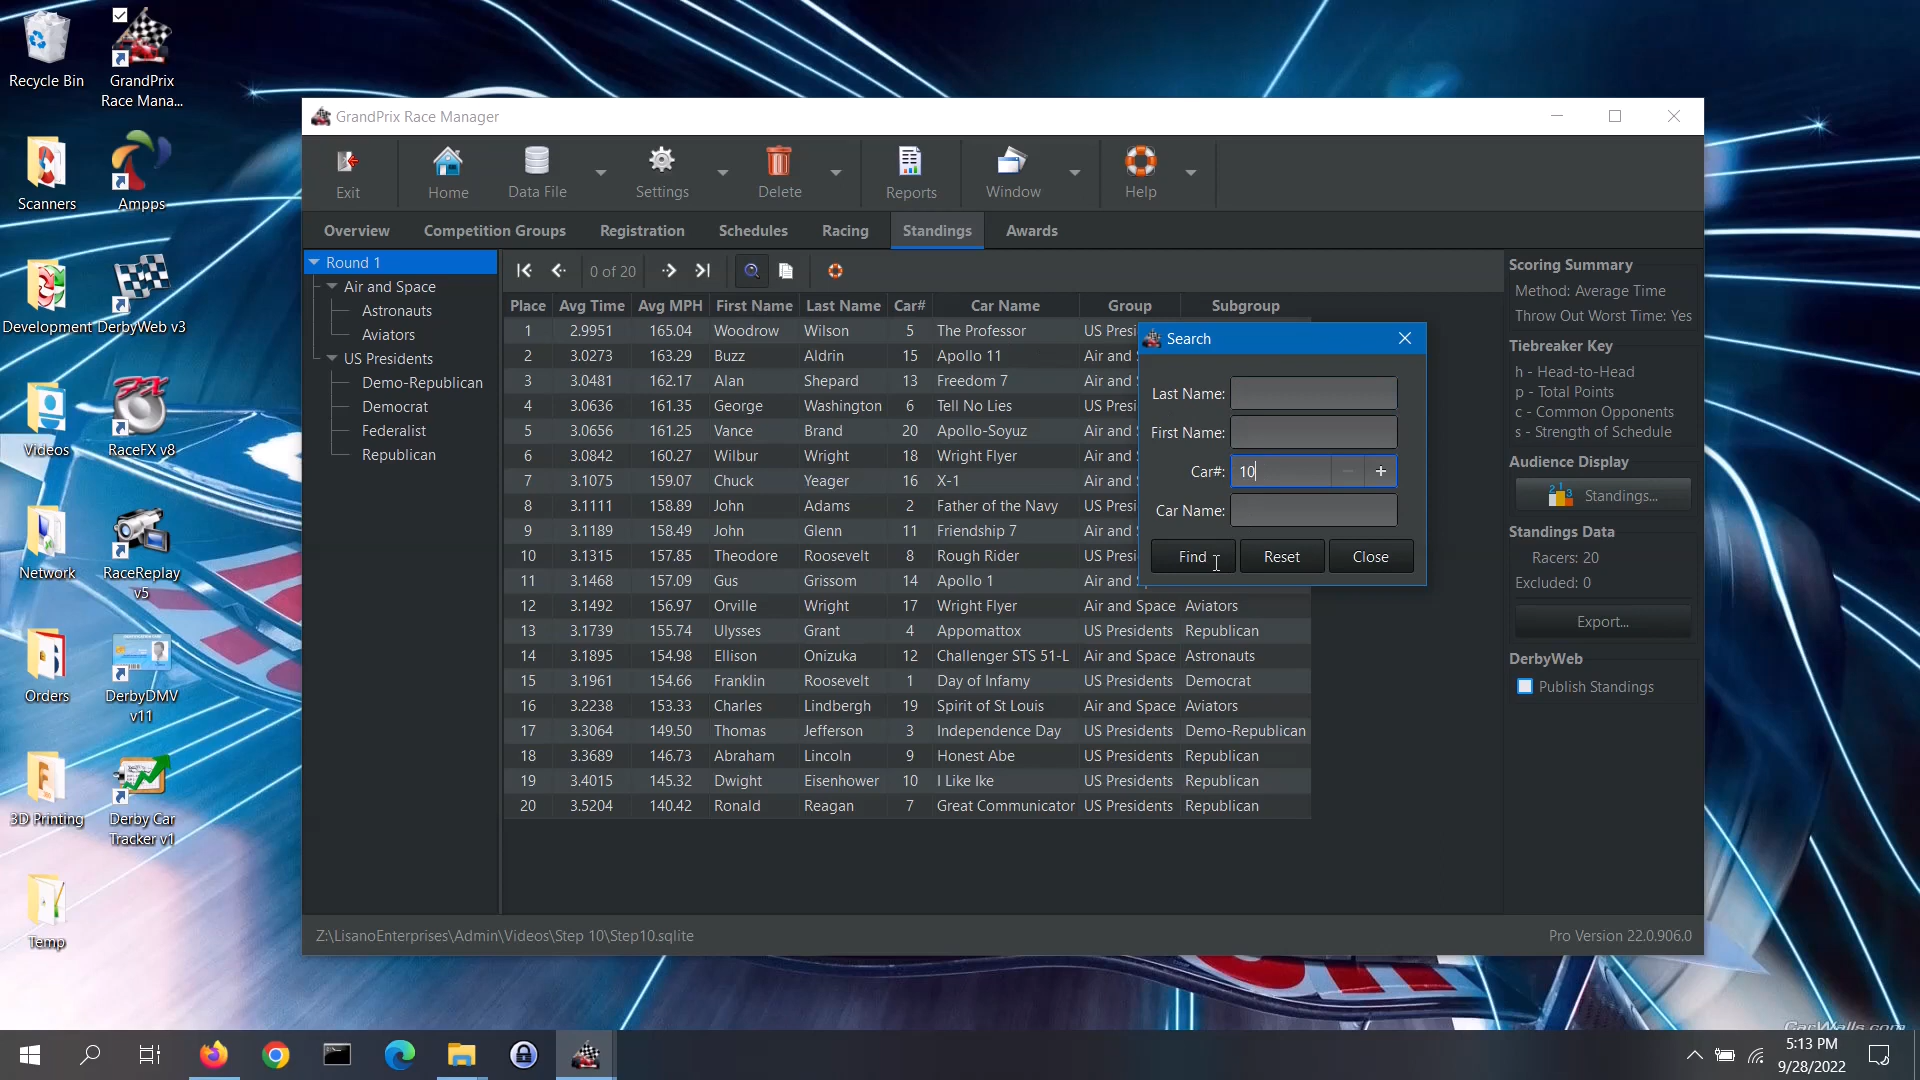 Recycle Bin
GrandPrix
Race Mana...
Scanners
Ampps
Development
DerbyWeb v3
Videos
RaceFX v8
Network
RaceReplay
v5
Orders
DerbyDMV
v11
3D Printing
Derby Car
Tracker v1
Temp
GrandPrix Race Manager
Exit
Home
Data File
Settings
Delete
Reports
Window
Help
Overview
Competition Groups
Registration
Schedules
Racing
Standings
Awards
Round 1
Air and Space
Astronauts
Aviators
US Presidents
Demo-Republican
Democrat
Federalist
Republican
0 of 20
Place Avg Time Avg MPH First Name Last Name Car# Car Name Group Subgroup
1 2.9951 165.04 Woodrow Wilson 5 The Professor US Presi
2 3.0273 163.29 Buzz Aldrin 15 Apollo 11 Air and
3 3.0481 162.17 Alan Shepard 13 Freedom 7 Air and
4 3.0636 161.35 George Washington 6 Tell No Lies US Presi
5 3.0656 161.25 Vance Brand 20 Apollo-Soyuz Air and
6 3.0842 160.27 Wilbur Wright 18 Wright Flyer Air and
7 3.1075 159.07 Chuck Yeager 16 X-1 Air and
8 3.1111 158.89 John Adams 2 Father of the Navy US Presi
9 3.1189 158.49 John Glenn 11 Friendship 7 Air and
10 3.1315 157.85 Theodore Roosevelt 8 Rough Rider US Presi
11 3.1468 157.09 Gus Grissom 14 Apollo 1 Air and
12 3.1492 156.97 Orville Wright 17 Wright Flyer Air and Space Aviators
13 3.1739 155.74 Ulysses Grant 4 Appomattox US Presidents Republican
14 3.1895 154.98 Ellison Onizuka 12 Challenger STS 51-L Air and Space Astronauts
15 3.1961 154.66 Franklin Roosevelt 1 Day of Infamy US Presidents Democrat
16 3.2238 153.33 Charles Lindbergh 19 Spirit of St Louis Air and Space Aviators
17 3.3064 149.50 Thomas Jefferson 3 Independence Day US Presidents Demo-Republican
18 3.3689 146.73 Abraham Lincoln 9 Honest Abe US Presidents Republican
19 3.4015 145.32 Dwight Eisenhower 10 I Like Ike US Presidents Republican
20 3.5204 140.42 Ronald Reagan 7 Great Communicator US Presidents Republican
Search
Last Name:
First Name:
Car#: 10
Car Name:
Find Reset Close
Scoring Summary
Method: Average Time
Throw Out Worst Time: Yes
Tiebreaker Key
h - Head-to-Head
p - Total Points
c - Common Opponents
s - Strength of Schedule
Audience Display
Standings...
Standings Data
Racers: 20
Excluded: 0
Export...
DerbyWeb
Publish Standings
Z:\LisanoEnterprises\Admin\Videos\Step 10\Step10.sqlite
Pro Version 22.0.906.0
CarWalls.com
5:13 PM
9/28/2022